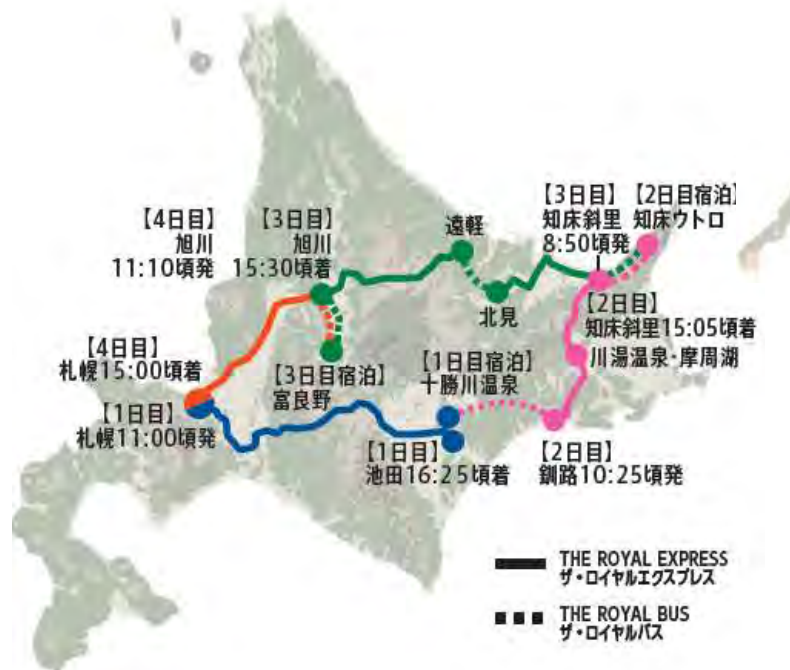 【4日目】
旭川
11:10頃発
【3日目】
旭川
15:30頃着
遠軽
【3日目】
知床斜里
8:50頃発
【2日目宿泊】
知床ウトロ
北見
【2日目】
知床斜里15:05頃着
川湯温泉・摩周湖
【4日目】
札幌15:00頃着
【1日目】
札幌11:00頃発
【3日目宿泊】
富良野
【1日目宿泊】
十勝川温泉
【1日目】
池田16:25頃着
【2日目】
釧路10:25頃発
THE ROYAL EXPRESS
ザ・ロイヤルエクスプレス
THE ROYAL BUS
ザ・ロイヤルバス